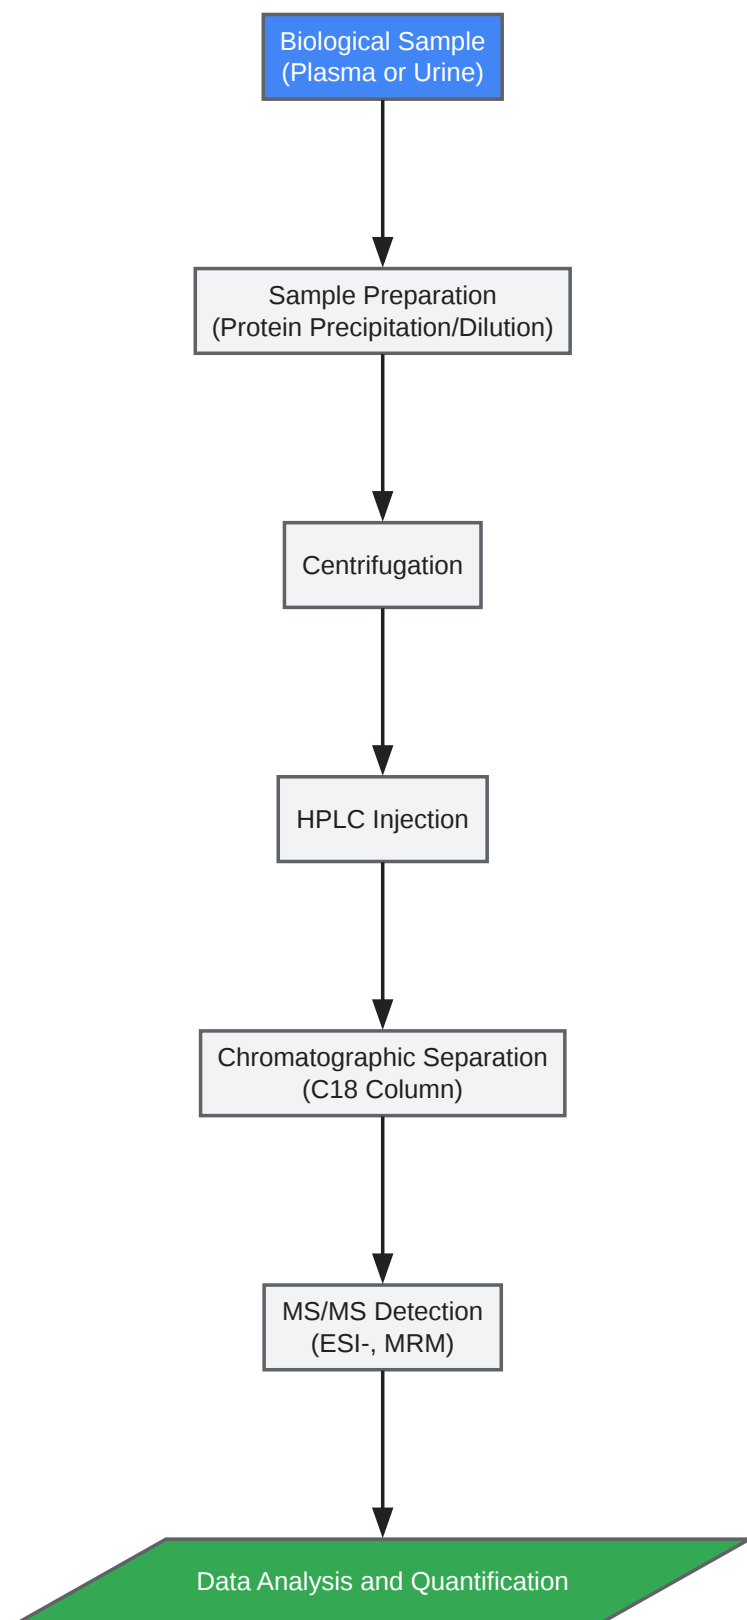 Biological Sample
(Plasma or Urine)
Sample Preparation
(Protein Precipitation/Dilution)
Centrifugation
HPLC Injection
Chromatographic Separation
(C18 Column)
MS/MS Detection
(ESI-, MRM)
Data Analysis and Quantification